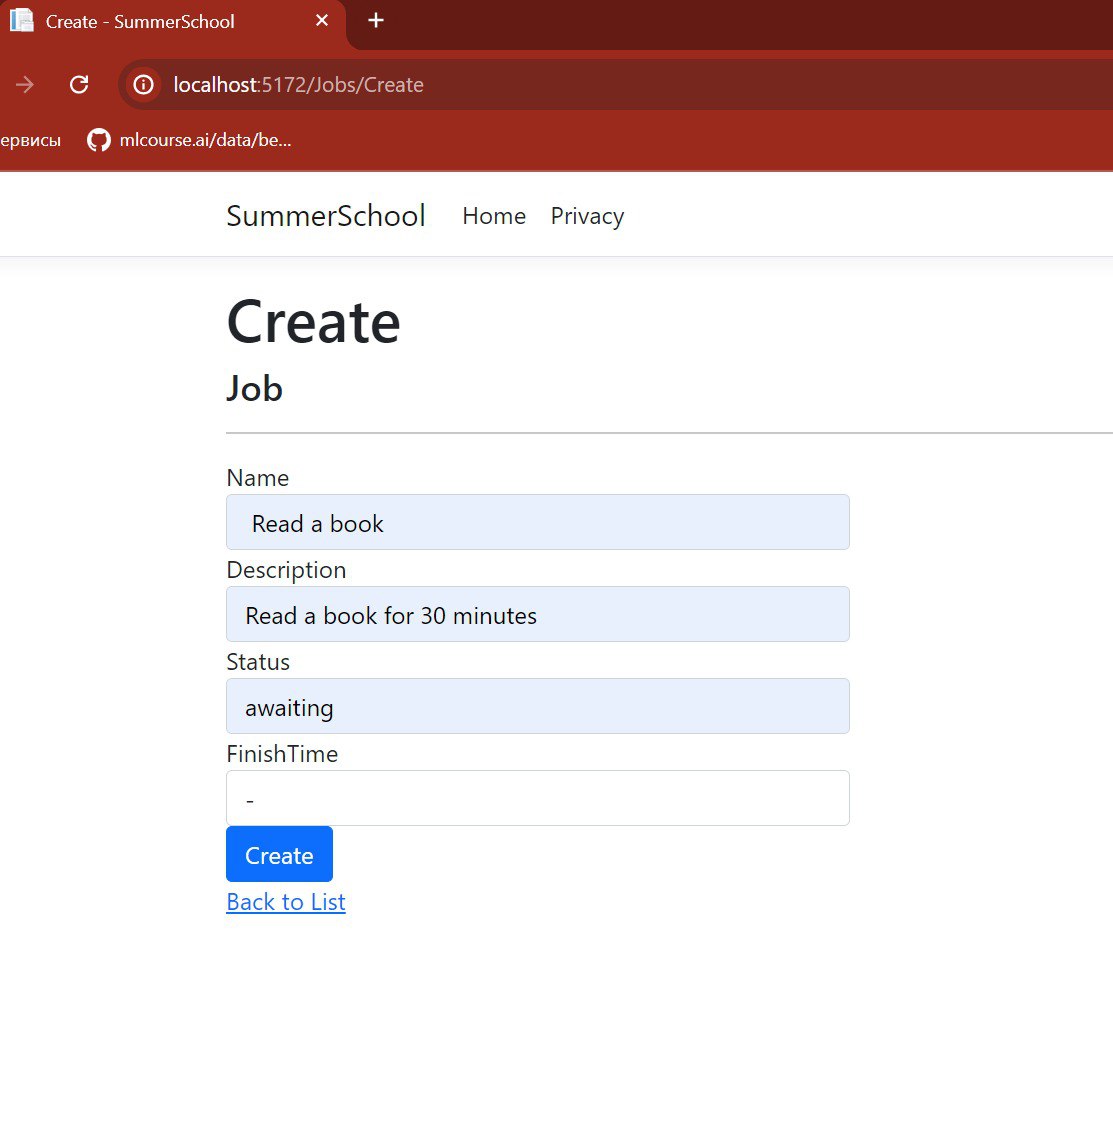 Create - SummerSchool
localhost:5172/Jobs/Create
ервисы mlcourse.ai/data/be...
SummerSchool Home Privacy
Create
Job
Name
Read a book
Description
Read a book for 30 minutes
Status
awaiting
FinishTime
-
Create
Back to List